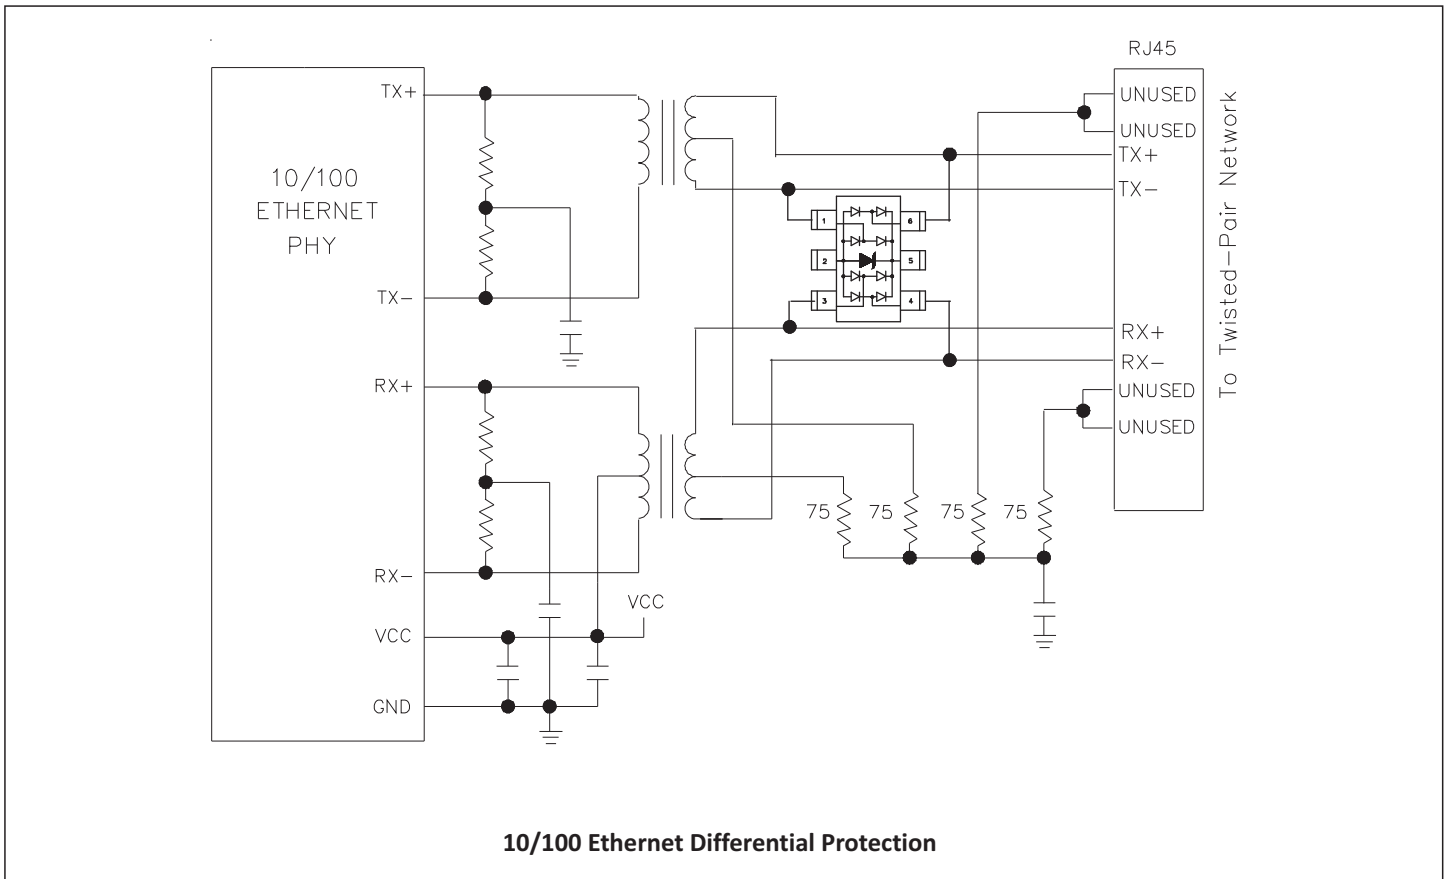 RJ45
TX+
10/100
ETHERNET
PHY
TX-
RX+
RX-
VCC
GND
VCC
1
2
3
6
5
4
UNUSED
UNUSED
TX+
TX-
RX+
RX-
UNUSED
UNUSED
To Twisted-Pair Network
75
75
75
75
10/100 Ethernet Differential Protection